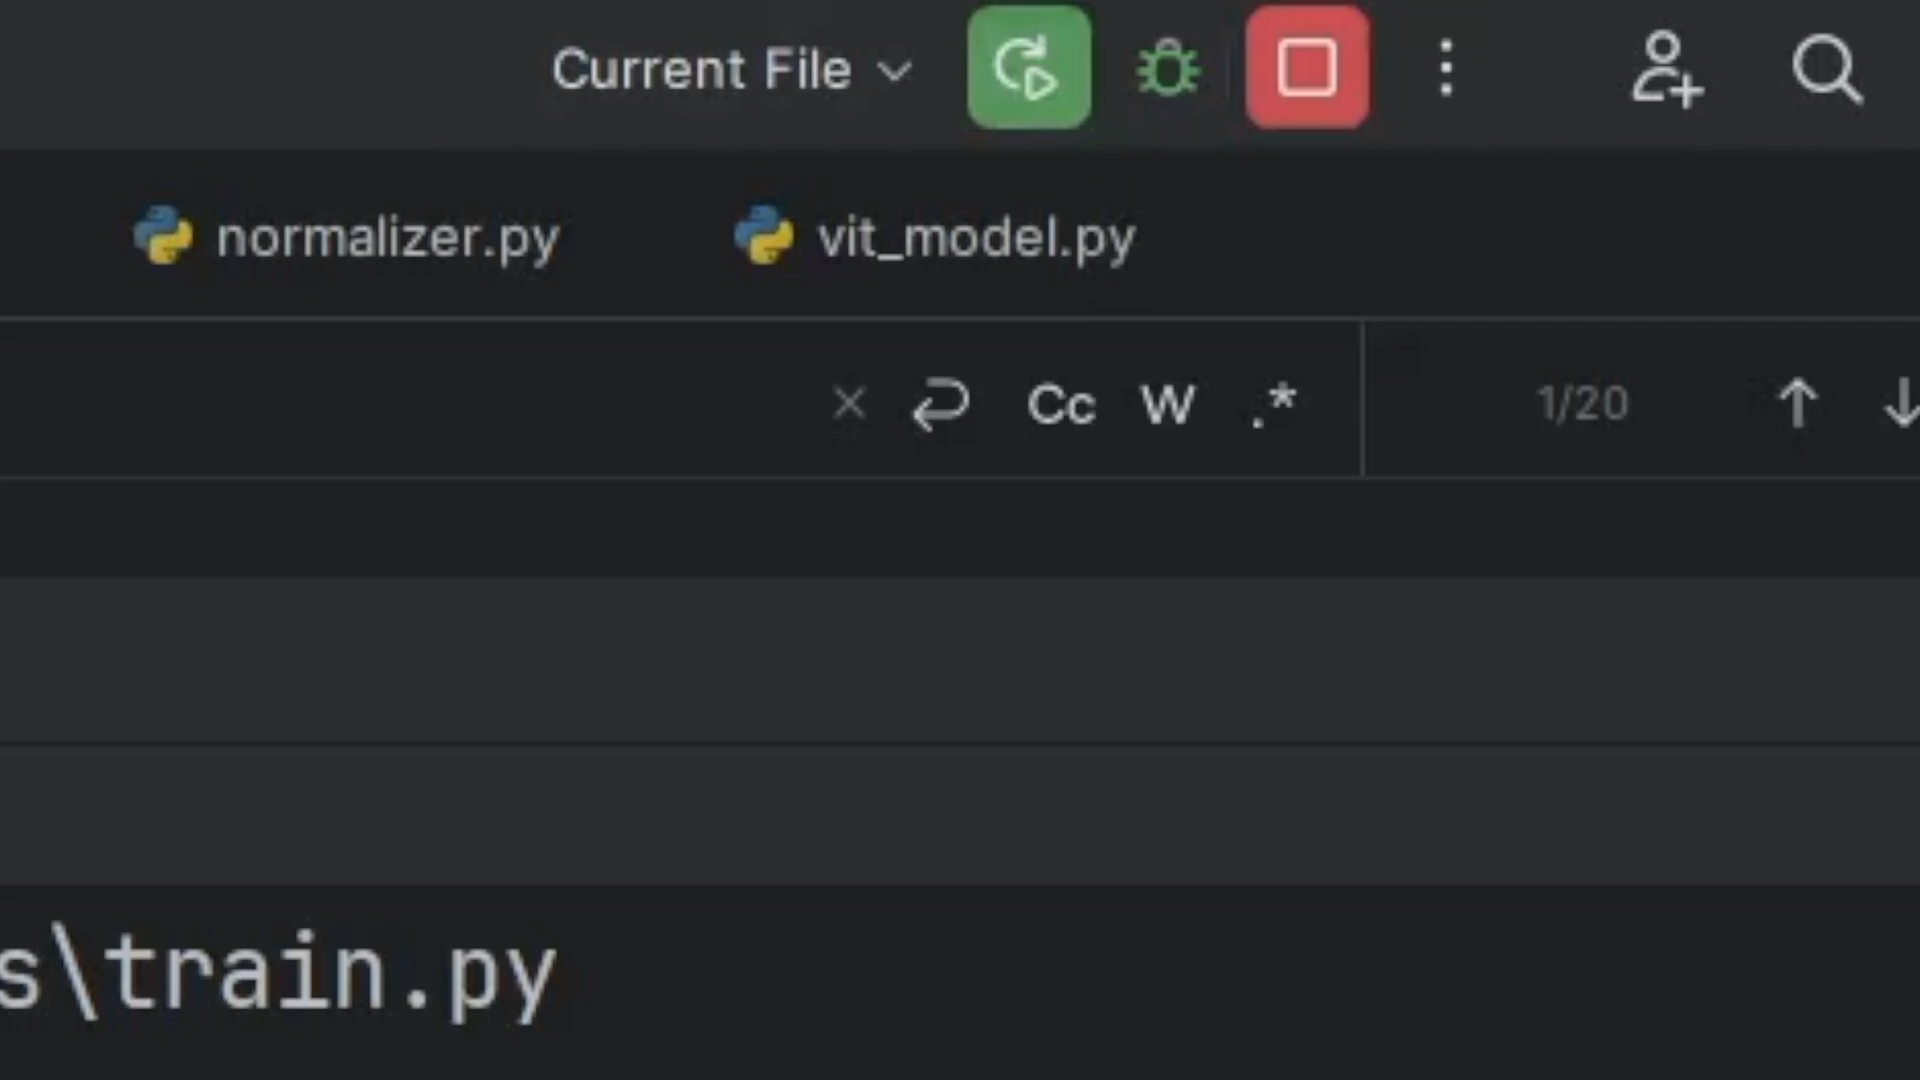 Current File
normalizer.py vit_model.py
Cc W .* 1/20
s\train.py